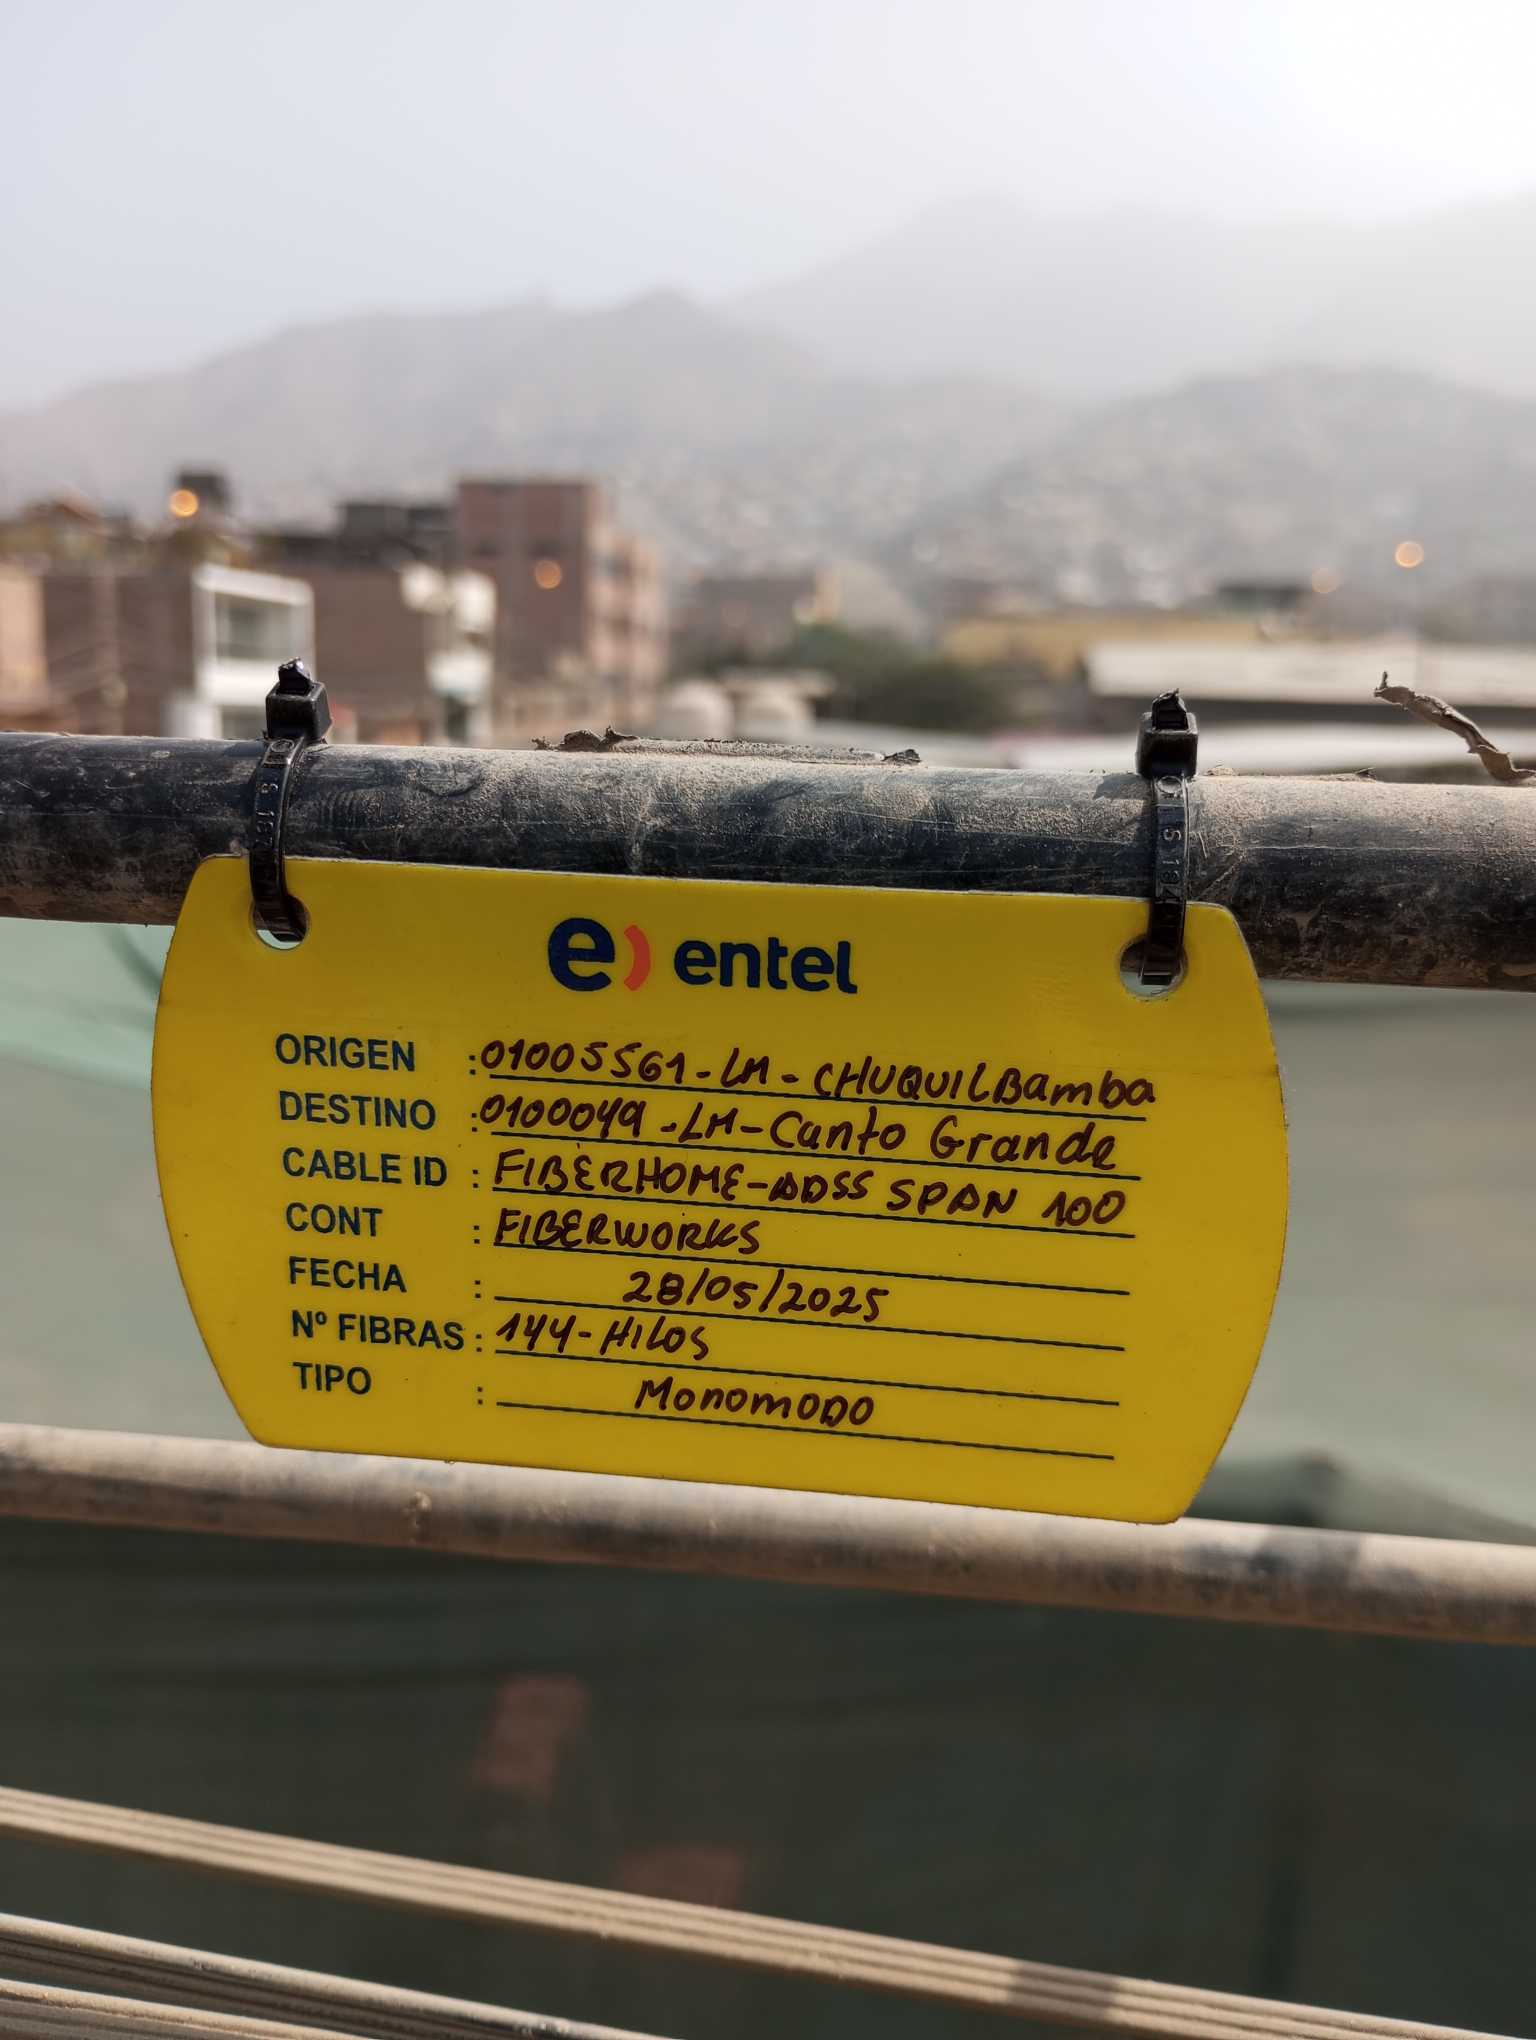 e) entel
ORIGEN : 01005561-LM-CHUQUILBamba
DESTINO : 0100049-LM-Canto Grande
CABLE ID : FIBERHOME-ADSS SPAN 100
CONT : FIBERWORKS
FECHA : 28/05/2025
Nº FIBRAS : 144-HILOS
TIPO : MonomoDO